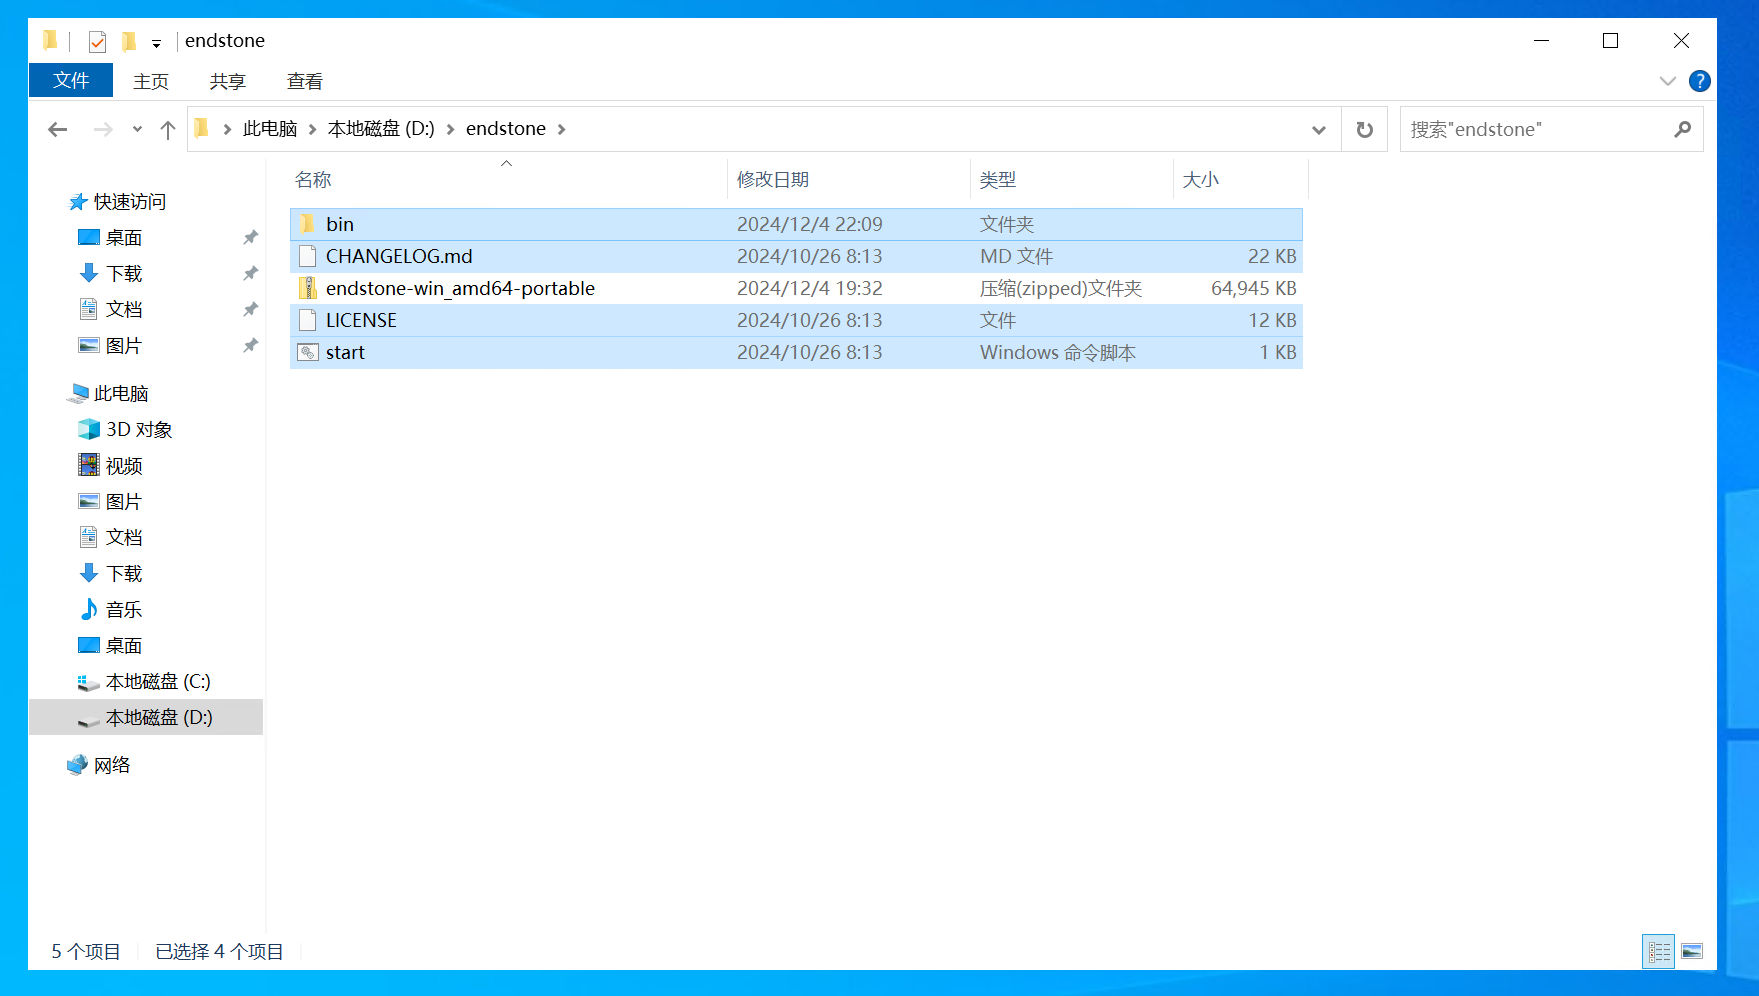 endstone
文件 主页 共享 查看
此电脑 本地磁盘 (D:) endstone 搜索"endstone"
名称 修改日期 类型 大小
bin 2024/12/4 22:09 文件夹
CHANGELOG.md 2024/10/26 8:13 MD 文件 22 KB
endstone-win_amd64-portable 2024/12/4 19:32 压缩(zipped)文件夹 64,945 KB
LICENSE 2024/10/26 8:13 文件 12 KB
start 2024/10/26 8:13 Windows 命令脚本 1 KB
快速访问
桌面
下载
文档
图片
此电脑
3D 对象
视频
图片
文档
下载
音乐
桌面
本地磁盘 (C:)
本地磁盘 (D:)
网络
5 个项目 已选择 4 个项目